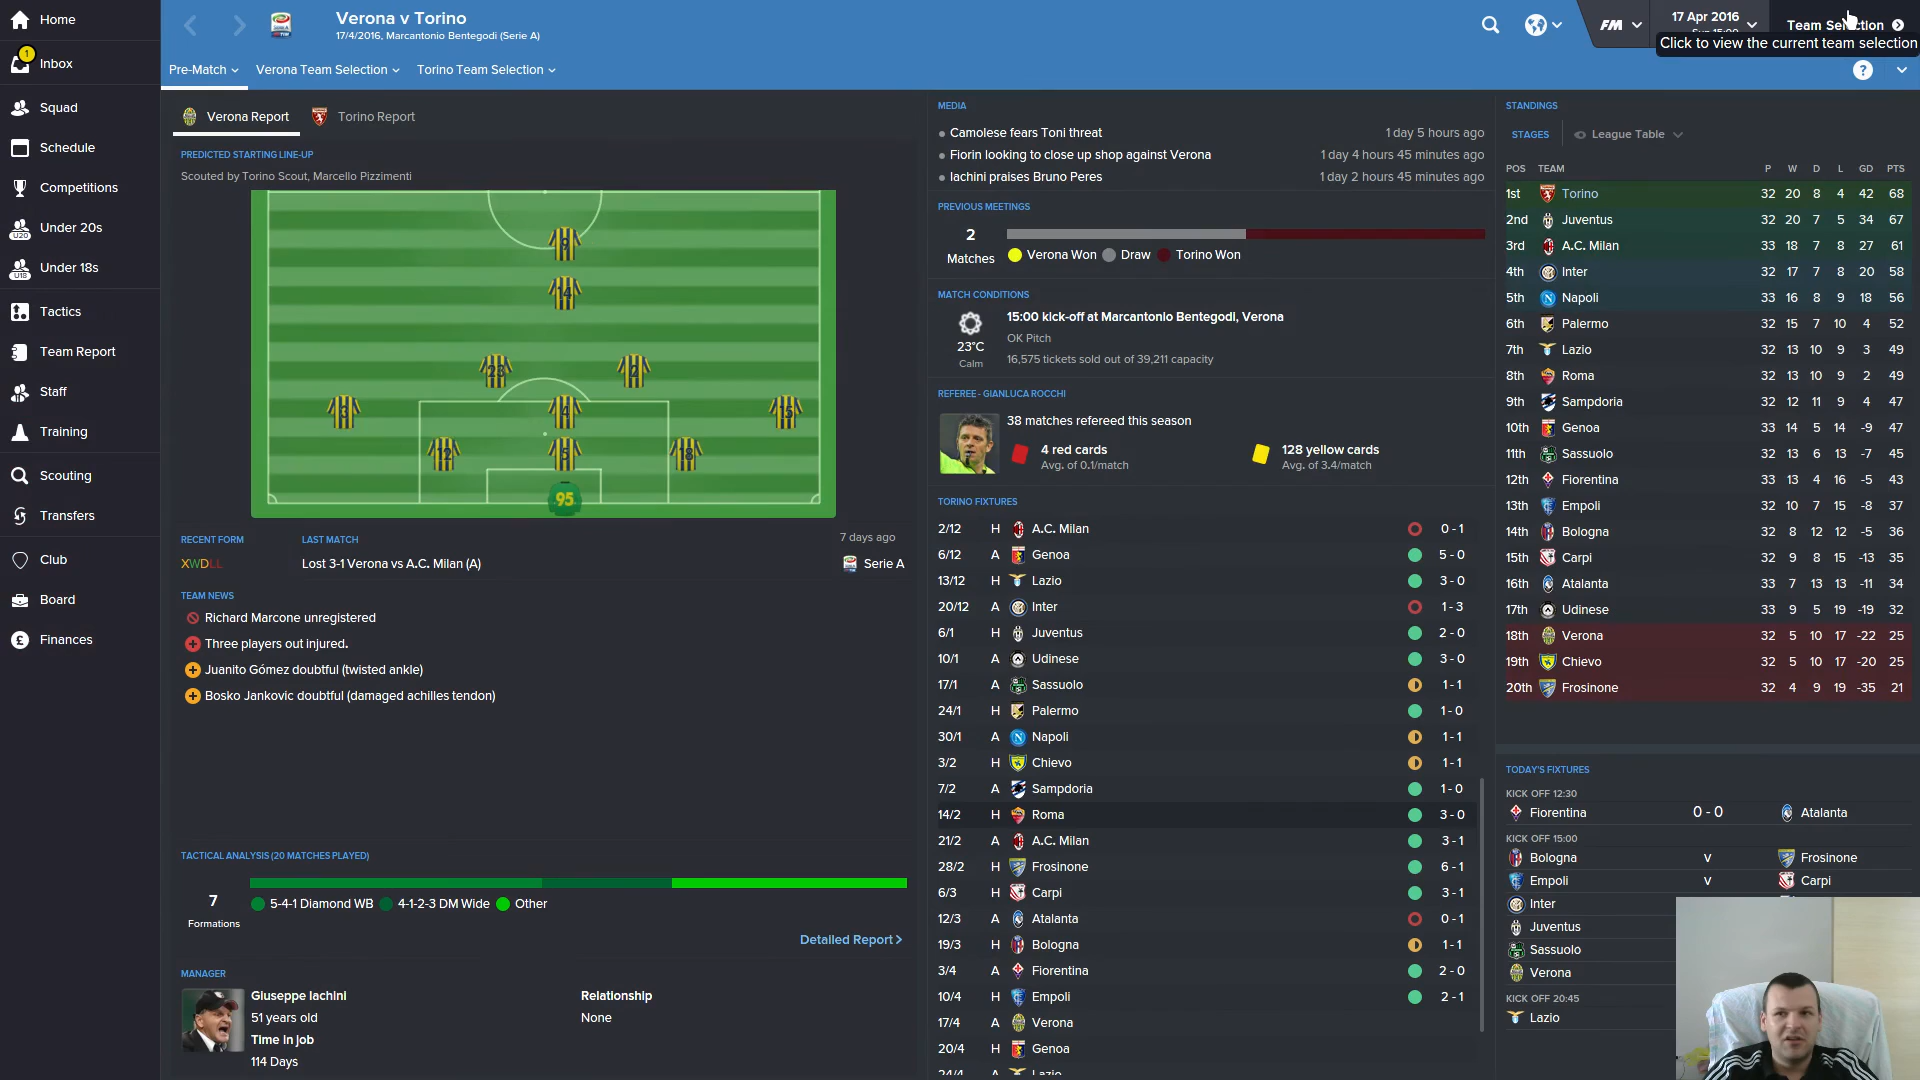 Home
1
Inbox
Squad
Schedule
Competitions
U20
Under 20s
U18
Under 18s
Tactics
Team Report
Staff
Training
Scouting
Transfers
Club
Board
£
Finances
Verona v Torino
17/4/2016, Marcantonio Bentegodi (Serie A)
FM
17 Apr 2016
Team Selection
Click to view the current team selection
Pre-Match
Verona Team Selection
Torino Team Selection
?
Verona Report
Torino Report
PREDICTED STARTING LINE-UP
Scouted by Torino Scout, Marcello Pizzimenti
9
14
23 2
3 4 15
12 5 18
95
RECENT FORM
LAST MATCH
7 days ago
XWDLL
Lost 3-1 Verona vs A.C. Milan (A)
Serie A
TEAM NEWS
Richard Marcone unregistered
Three players out injured.
Juanito Gómez doubtful (twisted ankle)
Bosko Jankovic doubtful (damaged achilles tendon)
TACTICAL ANALYSIS (20 MATCHES PLAYED)
7
Formations
5-4-1 Diamond WB 4-1-2-3 DM Wide Other
Detailed Report >
MANAGER
Giuseppe Iachini
51 years old
Time in job
114 Days
Relationship
None
MEDIA
Camolese fears Toni threat 1 day 5 hours ago
Fiorin looking to close up shop against Verona 1 day 4 hours 45 minutes ago
Iachini praises Bruno Peres 1 day 2 hours 45 minutes ago
PREVIOUS MEETINGS
2
Matches
Verona Won Draw Torino Won
MATCH CONDITIONS
23°C
Calm
15:00 kick-off at Marcantonio Bentegodi, Verona
OK Pitch
16,575 tickets sold out of 39,211 capacity
REFEREE - GIANLUCA ROCCHI
38 matches refereed this season
4 red cards
Avg. of 0.1/match
128 yellow cards
Avg. of 3.4/match
TORINO FIXTURES
2/12 H A.C. Milan 0 - 1
6/12 A Genoa 5 - 0
13/12 H Lazio 3 - 0
20/12 A Inter 1 - 3
6/1 H Juventus 2 - 0
10/1 A Udinese 3 - 0
17/1 A Sassuolo 1 - 1
24/1 H Palermo 1 - 0
30/1 A Napoli 1 - 1
3/2 H Chievo 1 - 1
7/2 A Sampdoria 1 - 0
14/2 H Roma 3 - 0
21/2 A A.C. Milan 3 - 1
28/2 H Frosinone 6 - 1
6/3 H Carpi 3 - 1
12/3 A Atalanta 0 - 1
19/3 H Bologna 1 - 1
3/4 A Fiorentina 2 - 0
10/4 H Empoli 2 - 1
17/4 A Verona
20/4 H Genoa
24/4 A Lazio
STANDINGS
STAGES League Table
POS TEAM P W D L GD PTS
1st Torino 32 20 8 4 42 68
2nd Juventus 32 20 7 5 34 67
3rd A.C. Milan 33 18 7 8 27 61
4th Inter 32 17 7 8 20 58
5th Napoli 33 16 8 9 18 56
6th Palermo 32 15 7 10 4 52
7th Lazio 32 13 10 9 3 49
8th Roma 32 13 10 9 2 49
9th Sampdoria 32 12 11 9 4 47
10th Genoa 33 14 5 14 -9 47
11th Sassuolo 32 13 6 13 -7 45
12th Fiorentina 33 13 4 16 -5 43
13th Empoli 32 10 7 15 -8 37
14th Bologna 32 8 12 12 -5 36
15th Carpi 32 9 8 15 -13 35
16th Atalanta 33 7 13 13 -11 34
17th Udinese 33 9 5 19 -19 32
18th Verona 32 5 10 17 -22 25
19th Chievo 32 5 10 17 -20 25
20th Frosinone 32 4 9 19 -35 21
TODAY'S FIXTURES
KICK OFF 12:30
Fiorentina 0 - 0 Atalanta
KICK OFF 15:00
Bologna v Frosinone
Empoli v Carpi
Inter
Juventus
Sassuolo
Verona
KICK OFF 20:45
Lazio